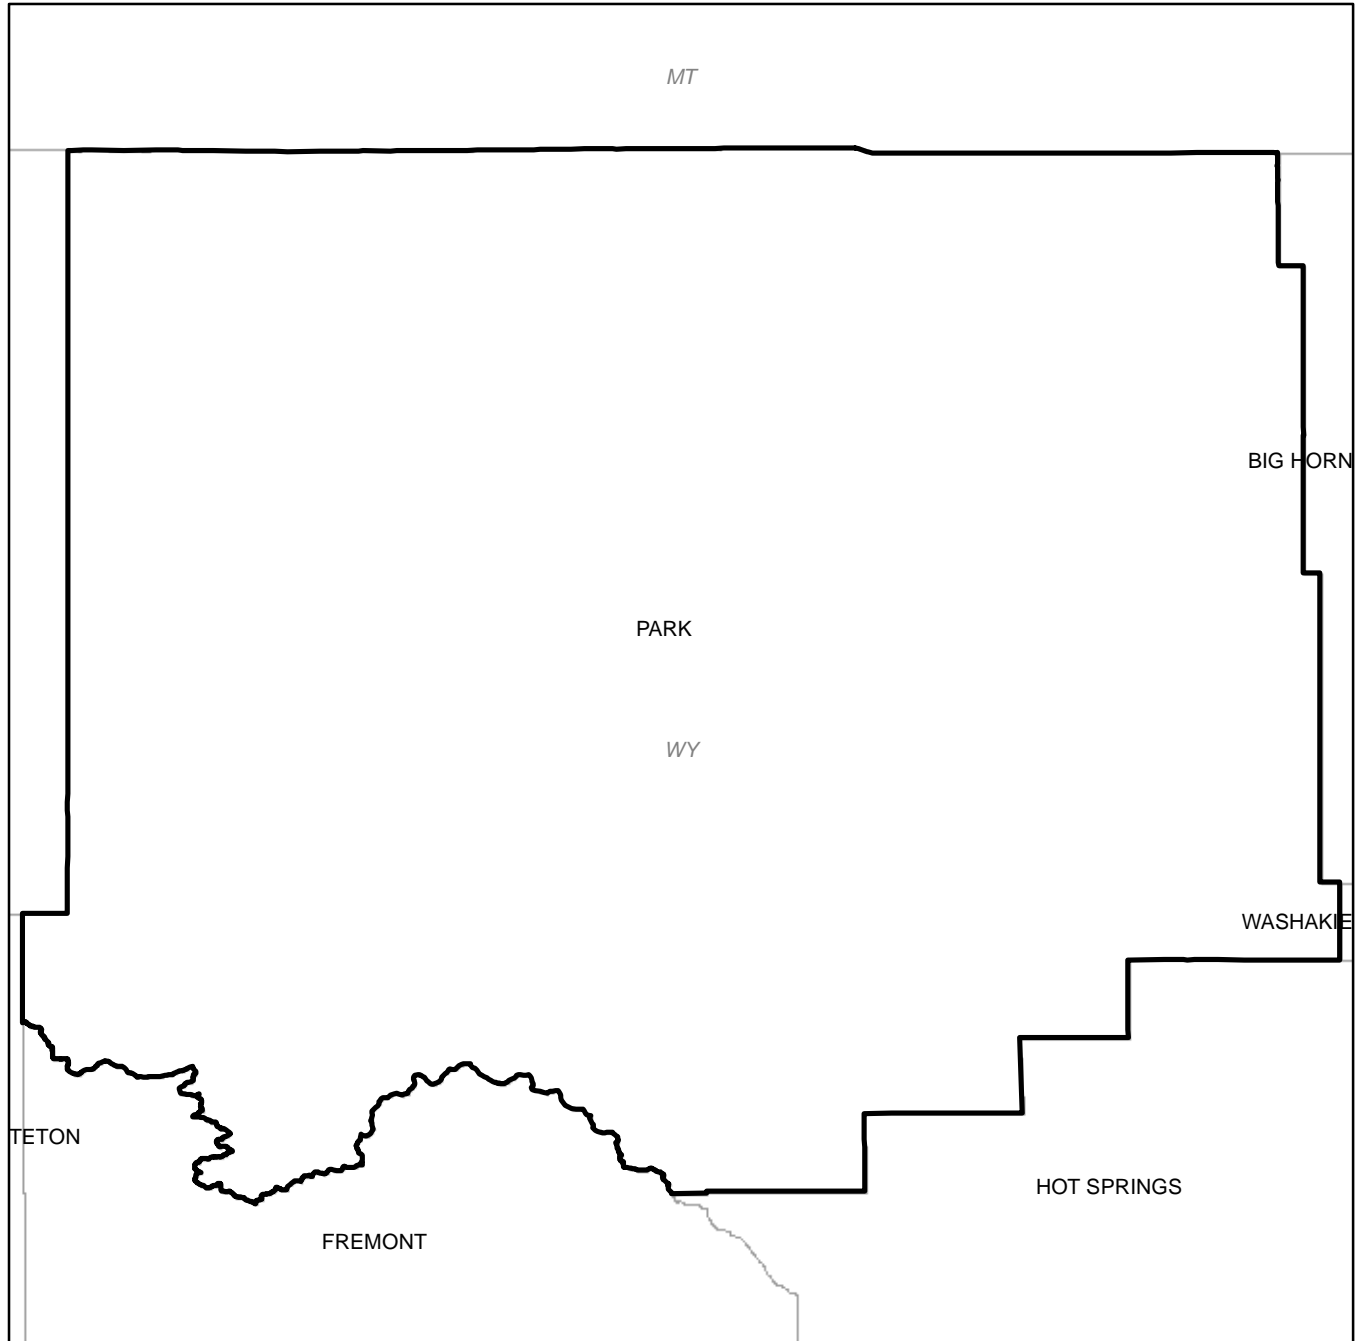 MT
BIG HORN
PARK
WY
WASHAKIE
TETON
HOT SPRINGS
FREMONT